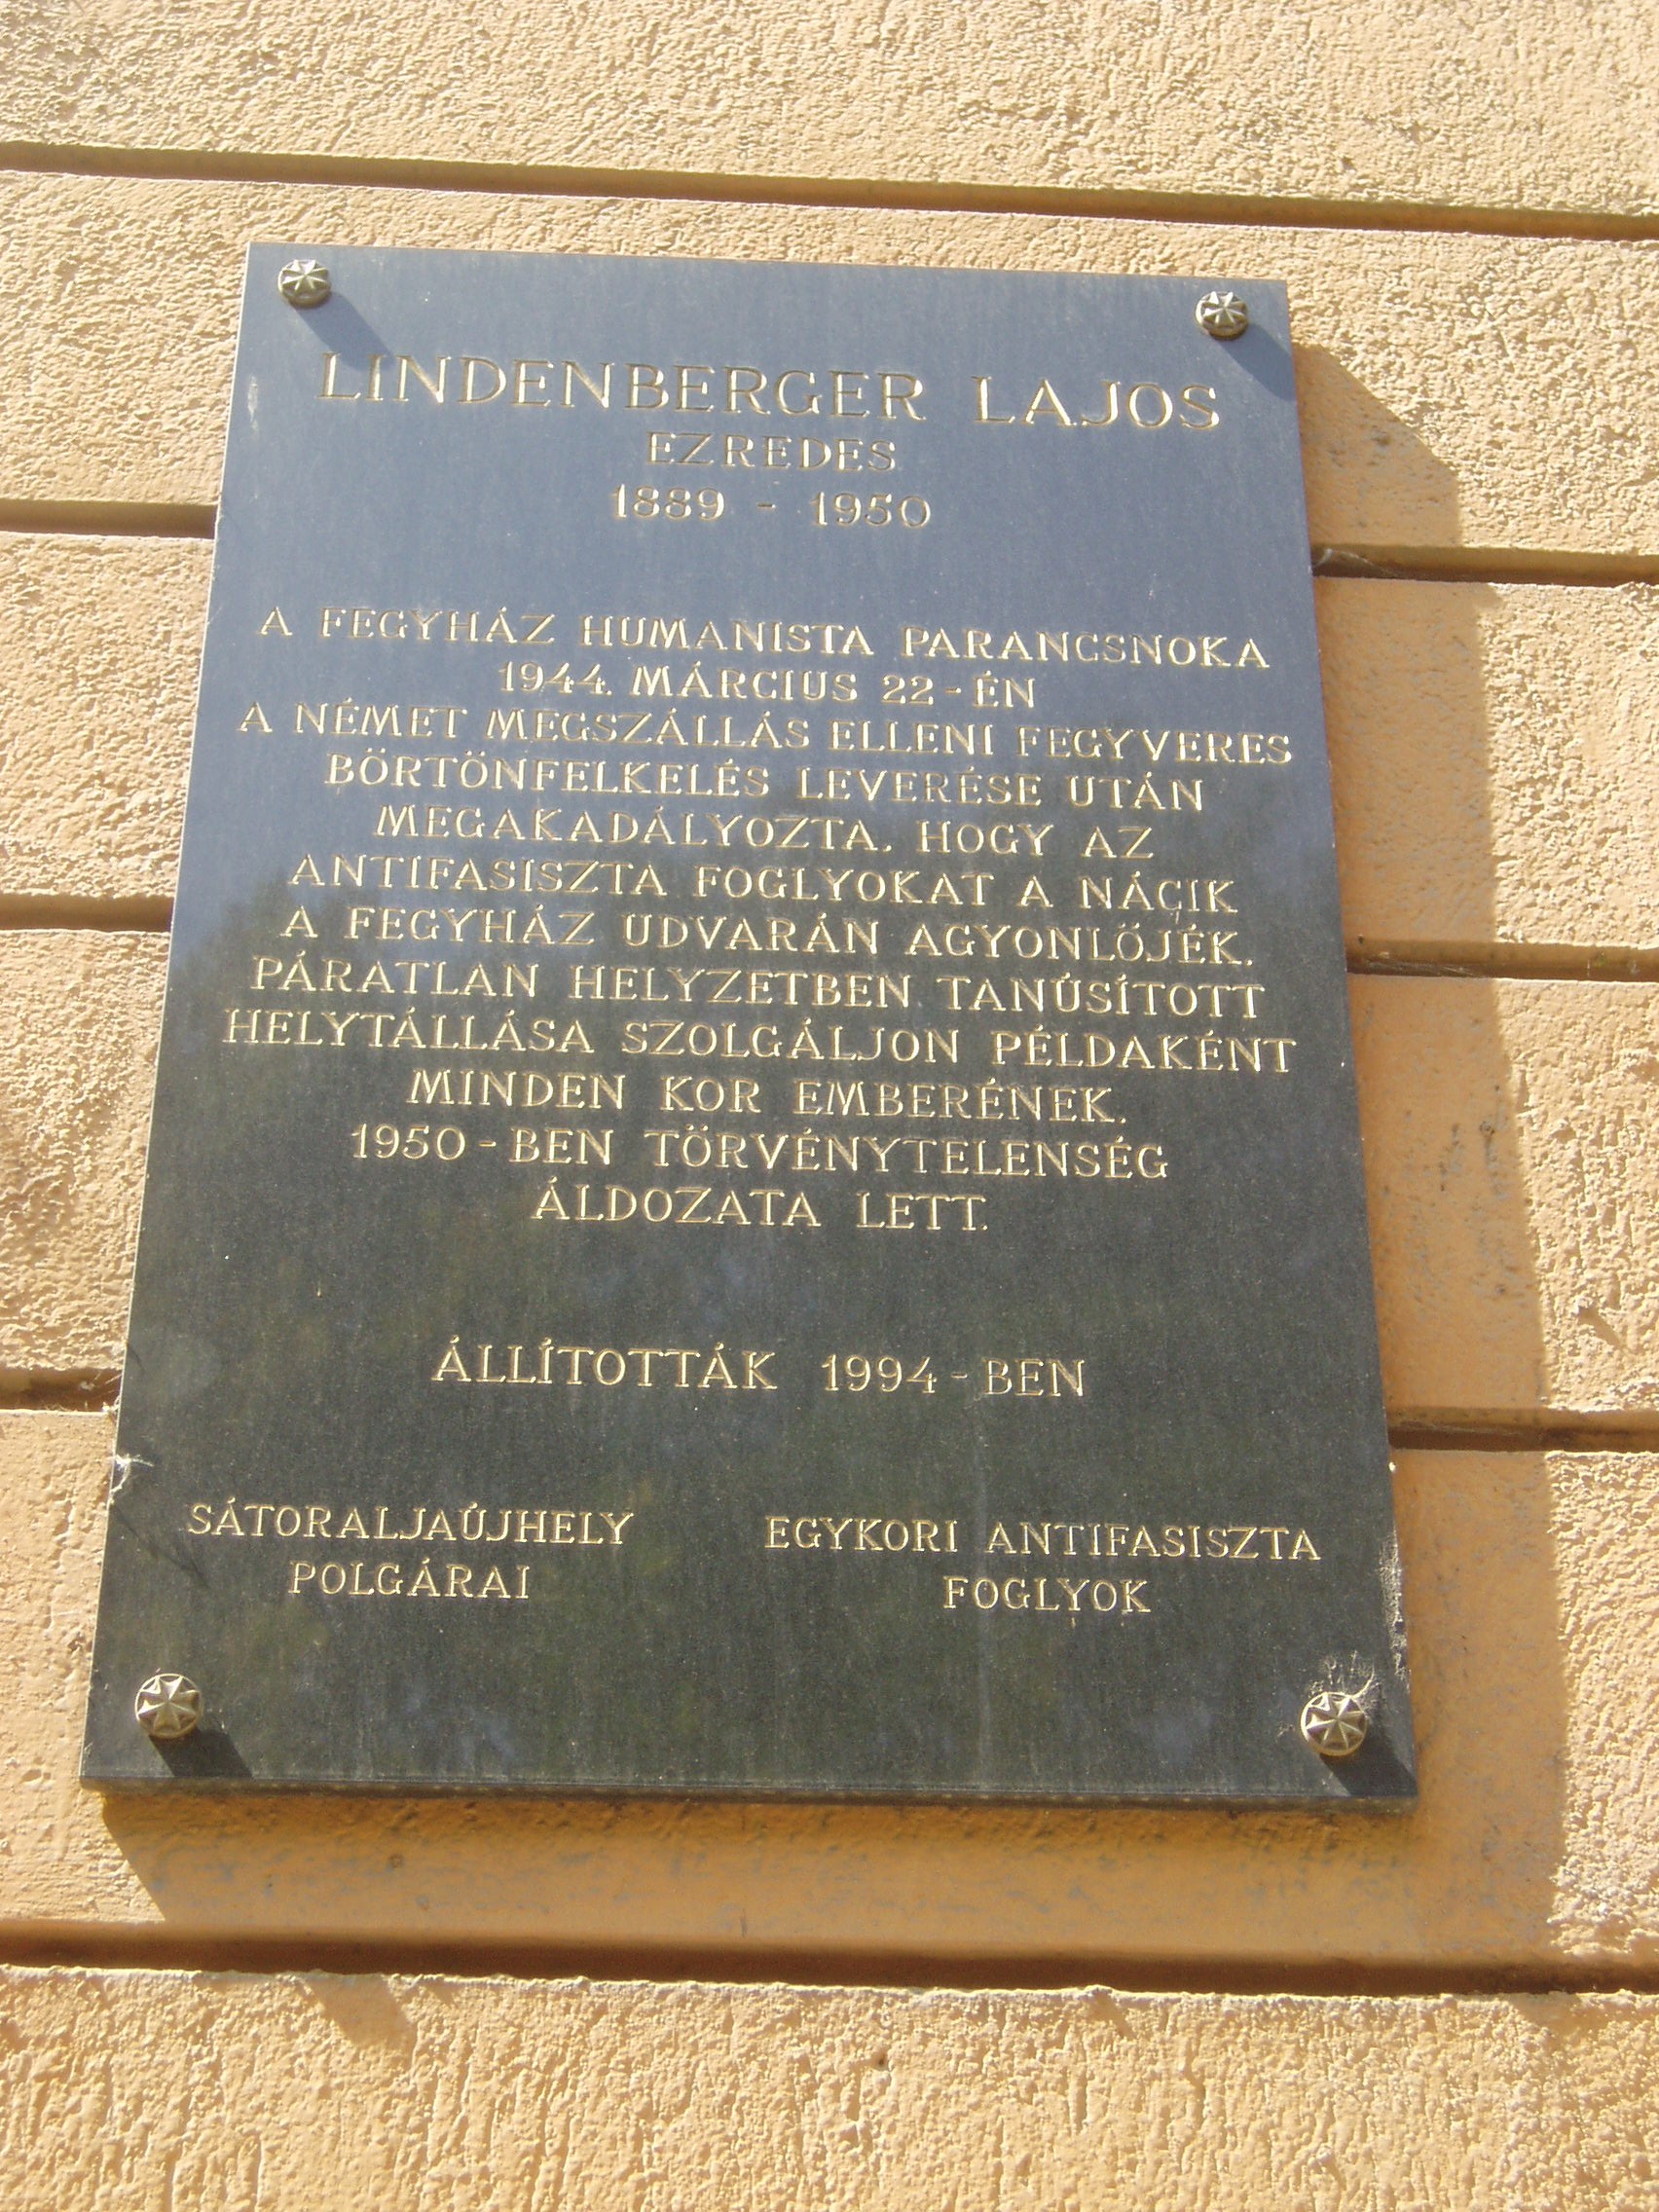 LINDENBERGER LAJOS
EZREDES
1889 - 1950
A FEGYHÁZ HUMANISTA PARANCSNOKA
1944. MÁRCIUS 22-ÉN
A NÉMET MEGSZÁLLÁS ELLENI FEGYVERES
BÖRTÖNFELKELÉS LEVERÉSE UTÁN
MEGAKADÁLYOZTA, HOGY AZ
ANTIFASISZTA FOGLYOKAT A NÁCIK
A FEGYHÁZ UDVARÁN AGYONLŐJÉK.
PÁRATLAN HELYZETBEN TANÚSÍTOTT
HELYTÁLLÁSA SZOLGÁLJON PÉLDAKÉNT
MINDEN KOR EMBERÉNEK.
1950-BEN TÖRVÉNYTELENSÉG
ÁLDOZATA LETT.
ÁLLÍTOTTÁK 1994-BEN
SÁTORALJAÚJHELY
POLGÁRAI
EGYKORI ANTIFASISZTA
FOGLYOK